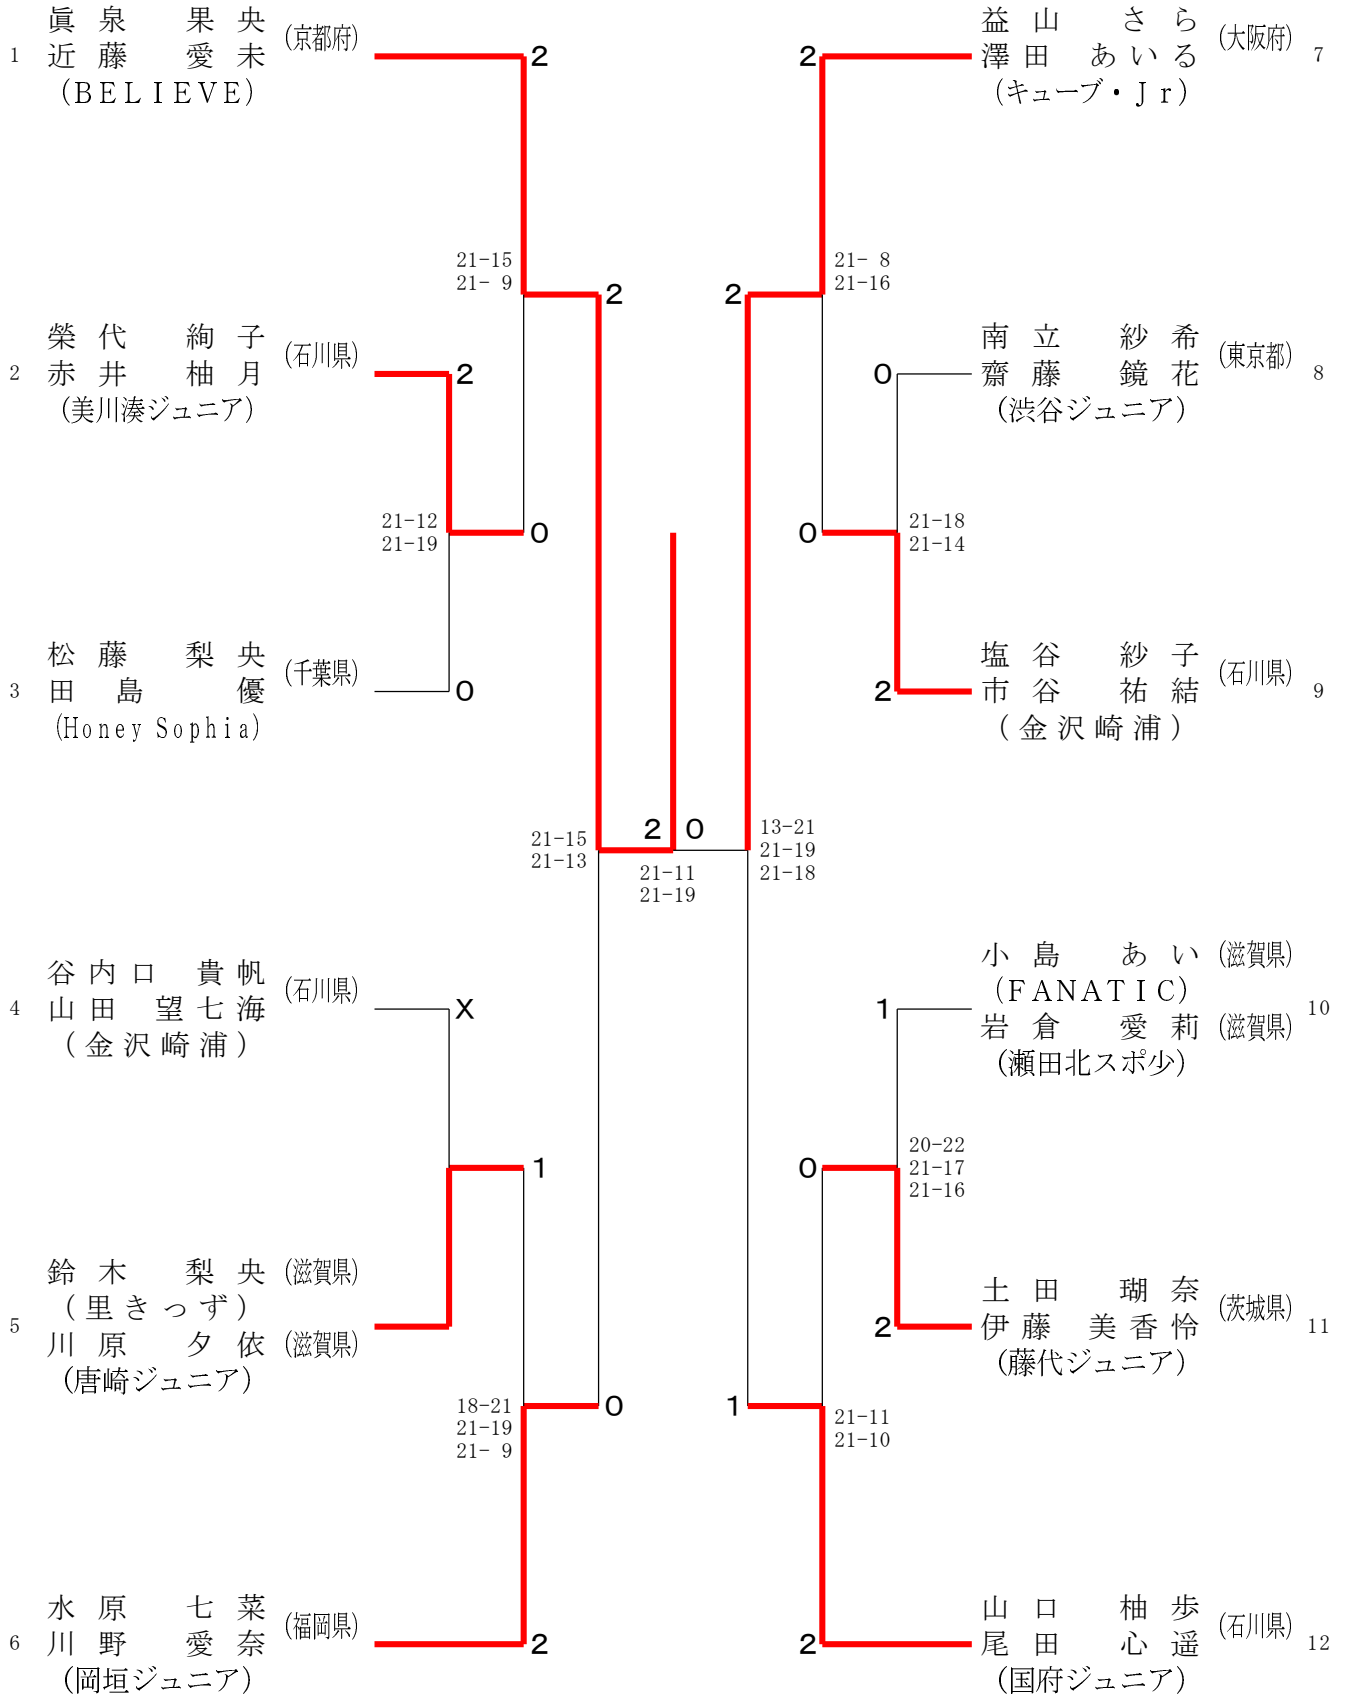 眞泉 果央 (京都府)
1 近藤 愛未
(BELIEVE)
2
21-15
21- 9
2
榮代 絢子 (石川県)
2 赤井 柚月
(美川湊ジュニア)
2
21-12
21-19
0
松藤 梨央 (千葉県)
3 田島 優
(Honey Sophia)
0
21-15
21-13
谷内口 貴帆 (石川県)
4 山田 望七海
(金沢崎浦)
X
1
鈴木 梨央 (滋賀県)
(里きっず)
5 川原 夕依 (滋賀県)
(唐崎ジュニア)
18-21
21-19
21- 9
0
水原 七菜 (福岡県)
6 川野 愛奈
(岡垣ジュニア)
2
2 0
21-11
21-19
益山 さら (大阪府)
澤田 あいる 7
(キューブ・Jr)
2
21- 8
21-16
2
南立 紗希 (東京都)
齋藤 鏡花 8
(渋谷ジュニア)
0
21-18
21-14
0
塩谷 紗子 (石川県)
市谷 祐結 9
(金沢崎浦)
2
13-21
21-19
21-18
小島 あい (滋賀県)
(FANATIC)
10
岩倉 愛莉 (滋賀県)
(瀬田北スポ少)
1
20-22
21-17
21-16
0
土田 瑚奈 (茨城県)
伊藤 美香怜 11
(藤代ジュニア)
2
21-11
21-10
1
山口 柚歩 (石川県)
尾田 心遥 12
(国府ジュニア)
2